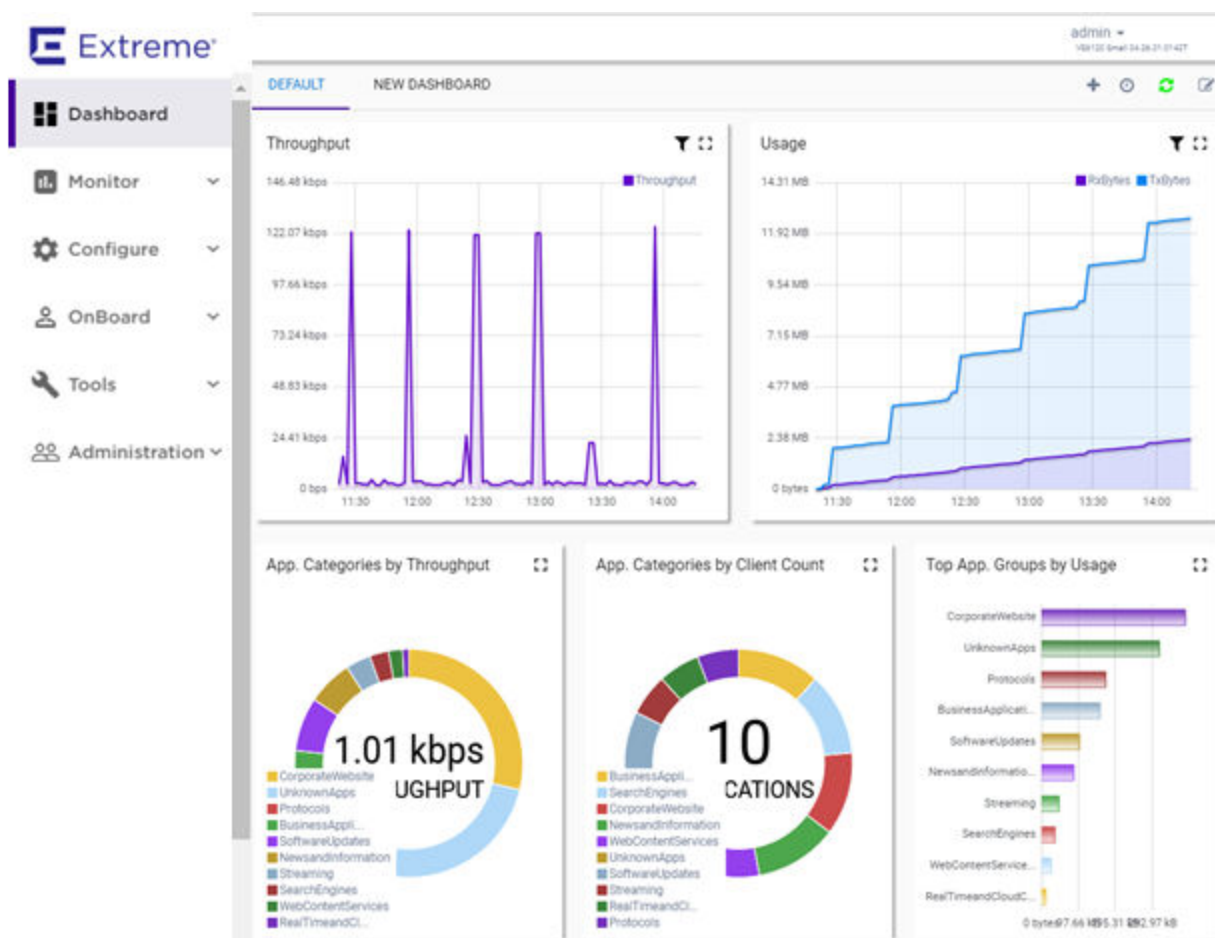 Extreme
admin
DEFAULT NEW DASHBOARD
Dashboard
Monitor
Configure
OnBoard
Tools
Administration
Throughput
Throughput
146.48 kbps
122.07 kbps
97.66 kbps
73.24 kbps
48.83 kbps
24.41 kbps
0 bps
11:30 12:00 12:30 13:00 13:30 14:00
Usage
RxBytes TxBytes
14.31 MB
11.92 MB
9.54 MB
7.15 MB
4.77 MB
2.38 MB
0 bytes
11:30 12:00 12:30 13:00 13:30 14:00
App. Categories by Throughput
1.01 kbps
UGHPUT
CorporateWebsite
UnknownApps
Protocols
BusinessAppli...
SoftwareUpdates
NewsandInformation
Streaming
SearchEngines
WebContentServices
RealTimeandCl...
App. Categories by Client Count
10
CATIONS
BusinessAppli...
SearchEngines
CorporateWebsite
NewsandInformation
WebContentServices
UnknownApps
SoftwareUpdates
Streaming
RealTimeandCl...
Protocols
Top App. Groups by Usage
CorporateWebsite
UnknownApps
Protocols
BusinessApplicati...
SoftwareUpdates
NewsandInformatio...
Streaming
SearchEngines
WebContentService...
RealTimeandCloudC...
0 bytes